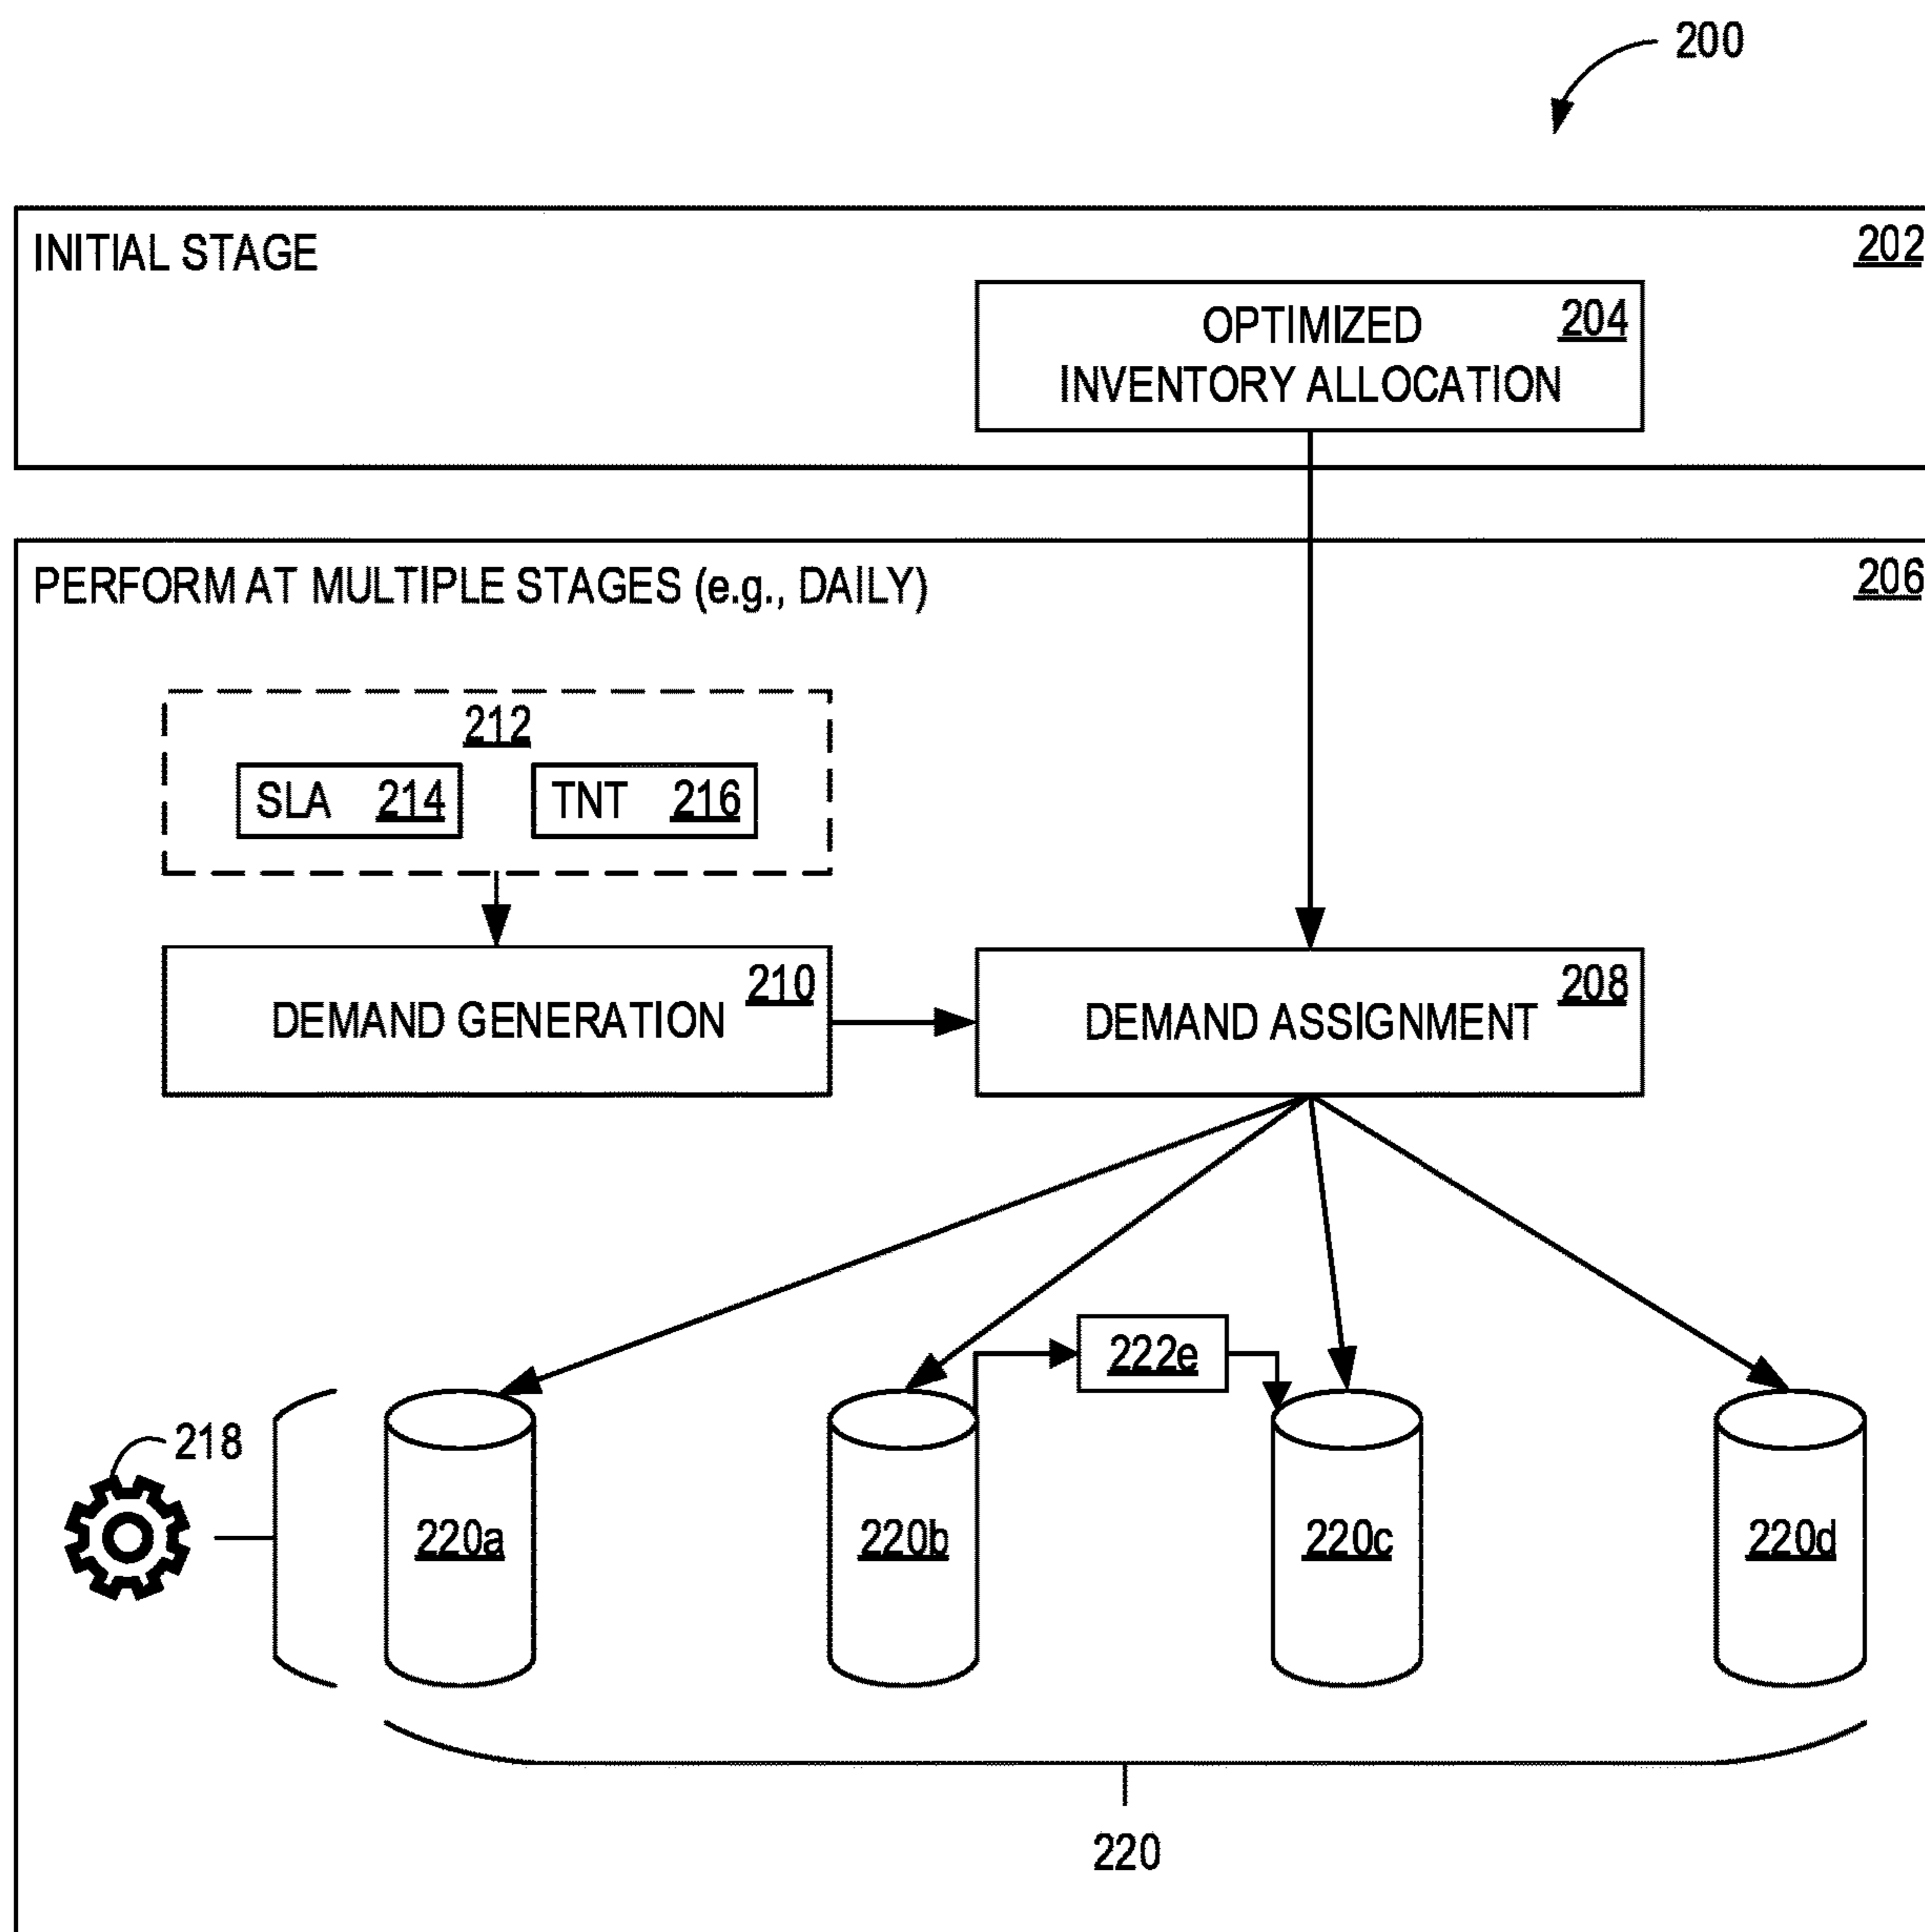 200
INITIAL STAGE 202
OPTIMIZED 204
INVENTORY ALLOCATION
PERFORM AT MULTIPLE STAGES (e.g., DAILY) 206
212
SLA 214 TNT 216
DEMAND GENERATION 210
DEMAND ASSIGNMENT 208
222e
218
220a 220b 220c 220d
220